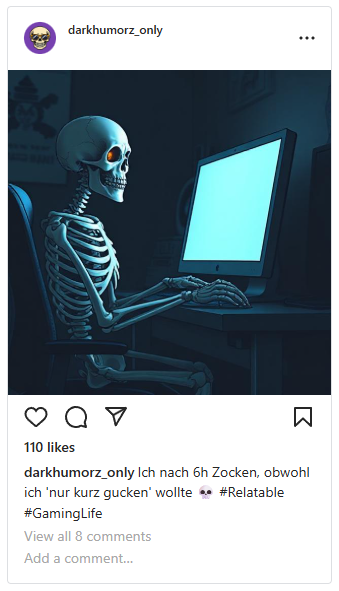 darkhumorz_only
110 likes
darkhumorz_only Ich nach 6h Zocken, obwohl
ich 'nur kurz gucken' wollte 💀 #Relatable
#GamingLife
View all 8 comments
Add a comment...